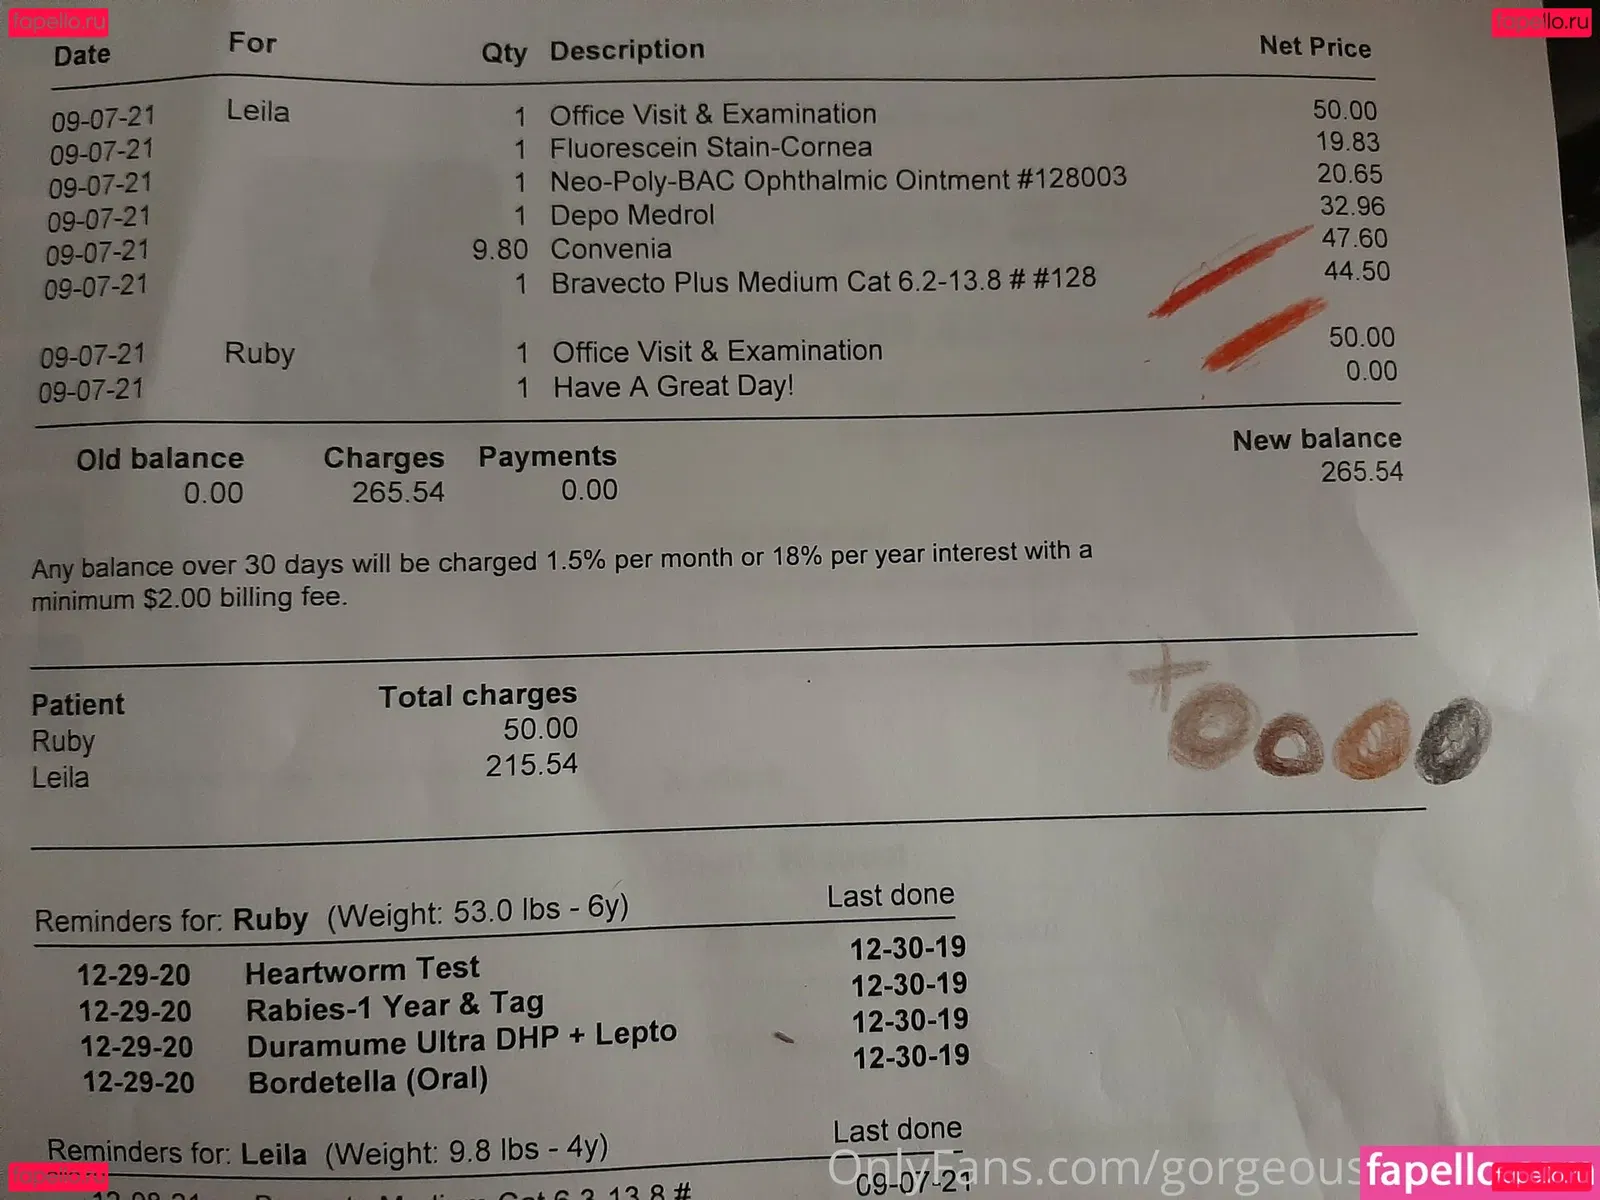 fapello.ru
fapello.ru
Date For Qty Description Net Price
09-07-21 Leila 1 Office Visit & Examination 50.00
09-07-21 1 Fluorescein Stain-Cornea 19.83
09-07-21 1 Neo-Poly-BAC Ophthalmic Ointment #128003 20.65
09-07-21 1 Depo Medrol 32.96
09-07-21 9.80 Convenia 47.60
09-07-21 1 Bravecto Plus Medium Cat 6.2-13.8 # #128 44.50
09-07-21 Ruby 1 Office Visit & Examination 50.00
09-07-21 1 Have A Great Day! 0.00
Old balance Charges Payments New balance
0.00 265.54 0.00 265.54
Any balance over 30 days will be charged 1.5% per month or 18% per year interest with a
minimum $2.00 billing fee.
Patient Total charges
Ruby 50.00
Leila 215.54
Reminders for: Ruby (Weight: 53.0 lbs - 6y) Last done
12-29-20 Heartworm Test 12-30-19
12-29-20 Rabies-1 Year & Tag 12-30-19
12-29-20 Duramume Ultra DHP + Lepto 12-30-19
12-29-20 Bordetella (Oral) 12-30-19
Reminders for: Leila (Weight: 9.8 lbs - 4y) Last done
09-07-21
OnlyFans.com/gorgeous
fapello
fapello.ru
fapello.ru